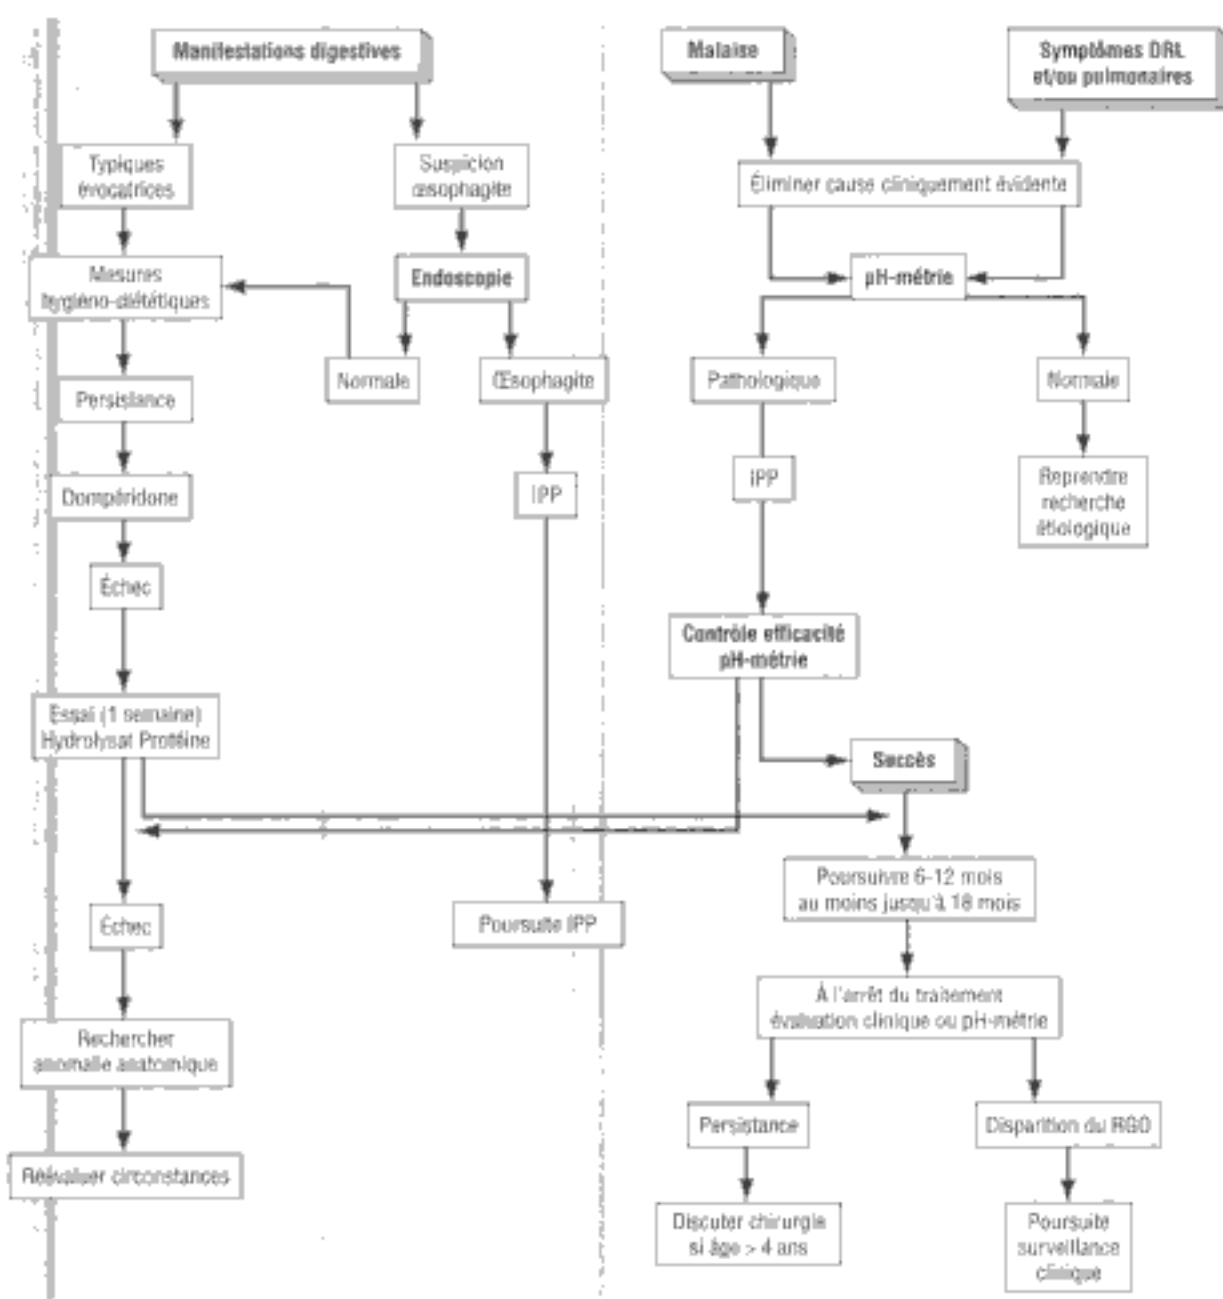 Manifestations digestives
Malaise
Symptômes DRL
et/ou pulmonaires
Typiques
évocatrices
Suspicion
œsophagite
Éliminer cause cliniquement évidente
Mesures
hygiéno-diététiques
Endoscopie
pH-métrie
Normale
Œsophagite
Pathologique
Normale
Persistance
IPP
IPP
Reprendre
recherche
étiologique
Dompéridone
Échec
Contrôle efficacité
pH-métrie
Essai (1 semaine)
Hydrolysat Protéine
Succès
Poursuivre 6-12 mois
au moins jusqu'à 18 mois
Échec
Poursuite IPP
À l'arrêt du traitement
évaluation clinique ou pH-métrie
Rechercher
anomalie anatomique
Persistance
Disparition du RGO
Réévaluer circonstances
Discuter chirurgie
si âge > 4 ans
Poursuite
surveillance
clinique